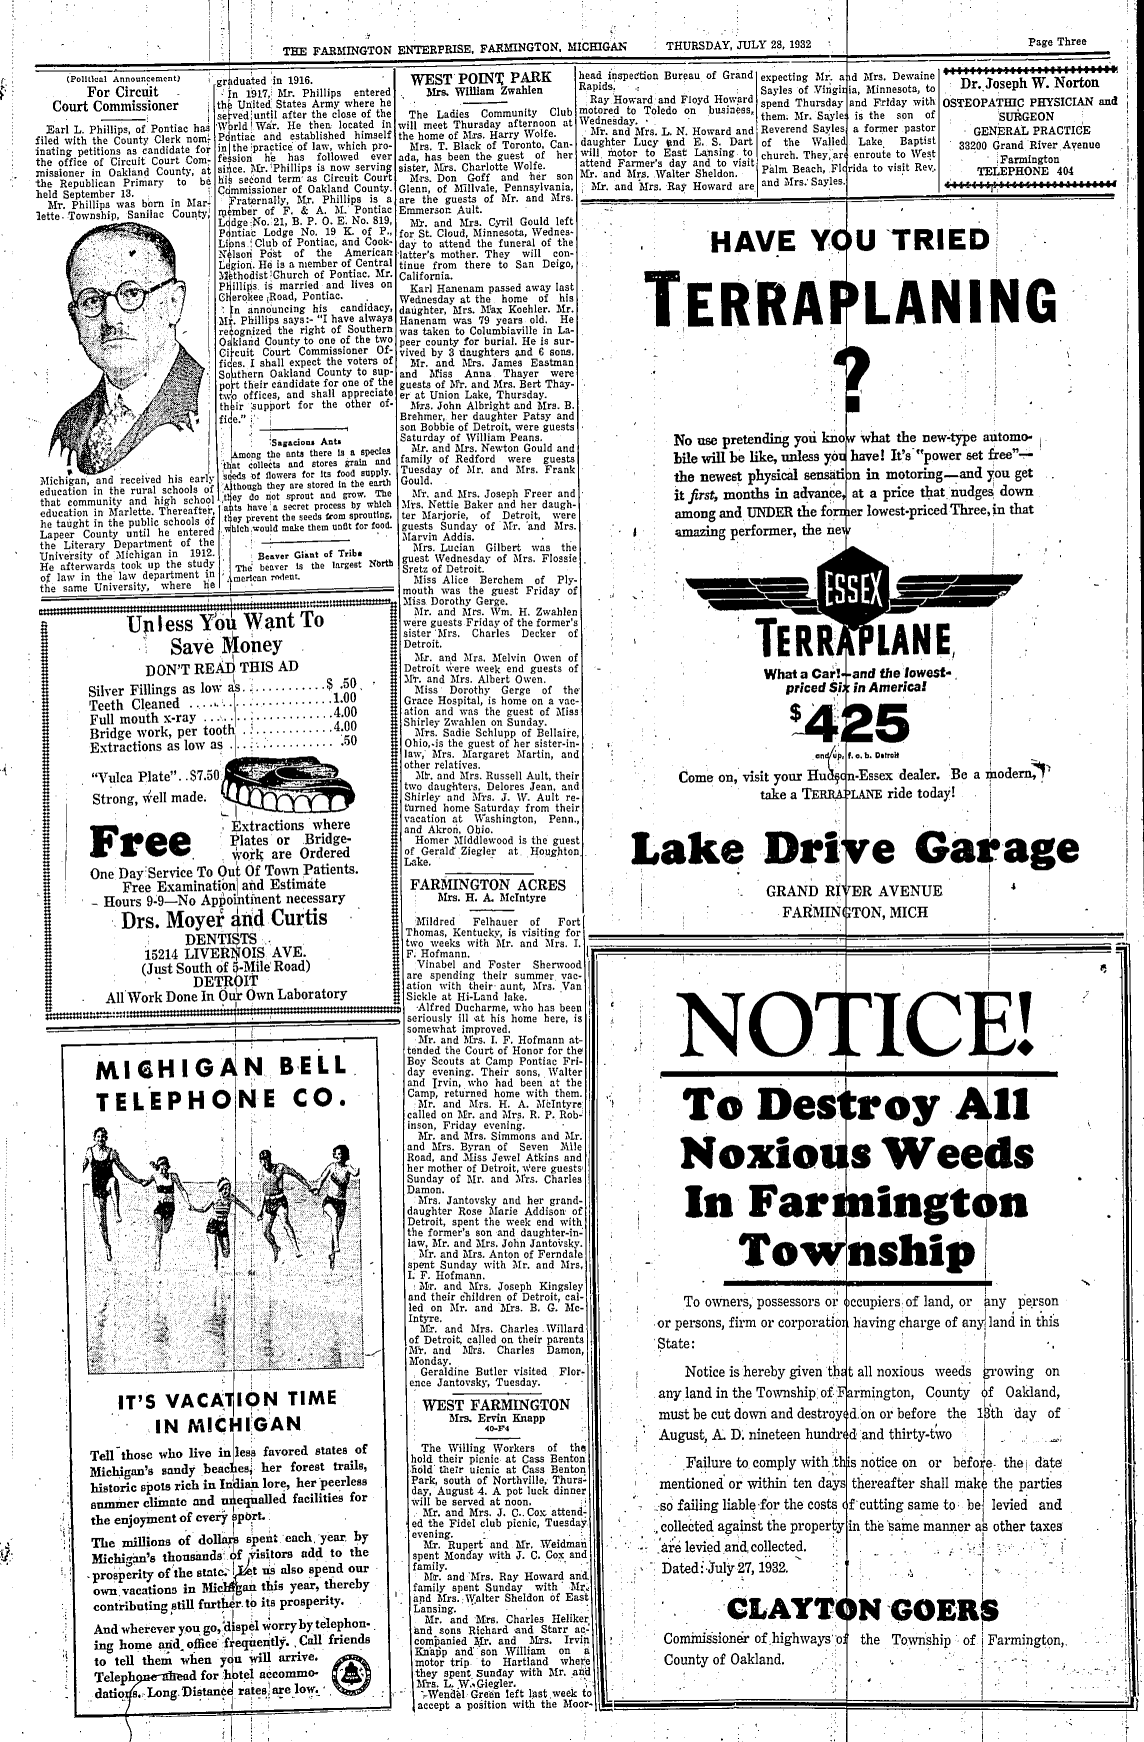 THE FARMINGTON ENTERPRISE, FARMINGTON, MICHIGAN THURSDAY, JULY 28, 1932 Page Three
(Political Announcement)
For Circuit
Court Commissioner
Earl L. Phillips, of Pontiac has
filed with the County Clerk nom-
inating petitions as candidate for
the office of Circuit Court Com-
missioner in Oakland County, at
the Republican Primary to be
held September 13.
Mr. Phillips was born in Mar-
lette Township, Sanilac County,
Michigan, and received his early
education in the rural schools of
that community and high school
education in Marlette. Thereafter,
he taught in the public schools of
Lapeer County until he entered
the Literary Department of the
University of Michigan in 1912.
He afterwards took up the study
of law in the law department in
the same University, where he
graduated in 1916.
In 1917, Mr. Phillips entered
the United States Army where he
served until after the close of the
World War. He then located in
Pontiac and established himself
in the practice of law, which pro-
fession he has followed ever
since. Mr. Phillips is now serving
his second term as Circuit Court
Commissioner of Oakland County.
Fraternally, Mr. Phillips is a
member of F. & A. M. Pontiac
Lodge No. 21, B. P. O. E. No. 819,
Pontiac Lodge No. 19 K. of P.,
Lions Club of Pontiac, and Cook-
Nelson Post of the American
Legion. He is a member of Central
Methodist Church of Pontiac. Mr.
Phillips is married and lives on
Cherokee Road, Pontiac.
In announcing his candidacy,
Mr. Phillips says:- "I have always
recognized the right of Southern
Oakland County to one of the two
Circuit Court Commissioner Of-
fices. I shall expect the voters of
Southern Oakland County to sup-
port their candidate for one of the
two offices, and shall appreciate
their support for the other of-
fice."
Sagacious Ants
Among the ants there is a species
that collects and stores grain and
seeds of flowers for its food supply.
Although they are stored in the earth
they do not sprout and grow. The
ants have a secret process by which
they prevent the seeds from sprouting,
which would make them unfit for food.
Beaver Giant of Tribe
The beaver is the largest North
American rodent.
Unless You Want To
Save Money
DON'T READ THIS AD
Silver Fillings as low as............$ .50
Teeth Cleaned .....................1.00
Full mouth x-ray ..................4.00
Bridge work, per tooth .............4.00
Extractions as low as ...............50
"Vulca Plate"..$7.50
Strong, well made.
Free
Extractions where
Plates or Bridge-
work are Ordered
One Day Service To Out Of Town Patients.
Free Examination and Estimate
- Hours 9-9—No Appointment necessary
Drs. Moyer and Curtis
DENTISTS
15214 LIVERNOIS AVE.
(Just South of 5-Mile Road)
DETROIT
All Work Done In Our Own Laboratory
MICHIGAN BELL
TELEPHONE CO.
IT'S VACATION TIME
IN MICHIGAN
Tell those who live in less favored states of
Michigan's sandy beaches, her forest trails,
historic spots rich in Indian lore, her peerless
summer climate and unequalled facilities for
the enjoyment of every sport.
The millions of dollars spent each year by
Michigan's thousands of visitors add to the
prosperity of the state. Let us also spend our
own vacations in Michigan this year, thereby
contributing still further to its prosperity.
And wherever you go, dispel worry by telephon-
ing home and office frequently. Call friends
to tell them when you will arrive.
Telephone ahead for hotel accommo-
dations. Long Distance rates are low.
WEST POINT PARK
Mrs. William Zwahlen
The Ladies Community Club
will meet Thursday afternoon at
the home of Mrs. Harry Wolfe.
Mrs. T. Black of Toronto, Can-
ada, has been the guest of her
sister, Mrs. Charlotte Wolfe.
Mrs. Don Goff and her son
Glenn, of Millvale, Pennsylvania,
are the guests of Mr. and Mrs.
Emmerson Ault.
Mr. and Mrs. Cyril Gould left
for St. Cloud, Minnesota, Wednes-
day to attend the funeral of the
latter's mother. They will con-
tinue from there to San Deigo,
California.
Karl Hanenam passed away last
Wednesday at the home of his
daughter, Mrs. Max Koehler. Mr.
Hanenam was 79 years old. He
was taken to Columbiaville in La-
peer county for burial. He is sur-
vived by 3 daughters and 6 sons.
Mr. and Mrs. James Eastman
and Miss Anna Thayer were
guests of Mr. and Mrs. Bert Thay-
er at Union Lake, Thursday.
Mrs. John Albright and Mrs. B.
Brehmer, her daughter Patsy and
son Bobbie of Detroit, were guests
Saturday of William Peans.
Mr. and Mrs. Newton Gould and
family of Redford were guests
Tuesday of Mr. and Mrs. Frank
Gould.
Mr. and Mrs. Joseph Freer and
Mrs. Nettie Baker and her daugh-
ter Marjorie, of Detroit, were
guests Sunday of Mr. and Mrs.
Marvin Addis.
Mrs. Lucian Gilbert was the
guest Wednesday of Mrs. Flossie
Sretz of Detroit.
Miss Alice Berchem of Ply-
mouth was the guest Friday of
Miss Dorothy Gerge.
Mr. and Mrs. Wm. H. Zwahlen
were guests Friday of the former's
sister Mrs. Charles Decker of
Detroit.
Mr. and Mrs. Melvin Owen of
Detroit were week end guests of
Mr. and Mrs. Albert Owen.
Miss Dorothy Gerge of the
Grace Hospital, is home on a vac-
ation and was the guest of Miss
Shirley Zwahlen on Sunday.
Mrs. Sadie Schlupp of Bellaire,
Ohio, is the guest of her sister-in-
law, Mrs. Margaret Martin, and
other relatives.
Mr. and Mrs. Russell Ault, their
two daughters. Delores Jean, and
Shirley and Mrs. J. W. Ault re-
turned home Saturday from their
vacation at Washington, Penn.,
and Akron, Ohio.
Homer Middlewood is the guest
of Gerald Ziegler at Houghton
Lake.
FARMINGTON ACRES
Mrs. H. A. McIntyre
Mildred Felhauer of Fort
Thomas, Kentucky, is visiting for
two weeks with Mr. and Mrs. I.
F. Hofmann.
Vinabel and Foster Sherwood
are spending their summer vac-
ation with their aunt, Mrs. Van
Sickle at Hi-Land lake.
Alfred Ducharme, who has been
seriously ill at his home here, is
somewhat improved.
Mr. and Mrs. I. F. Hofmann at-
tended the Court of Honor for the
Boy Scouts at Camp Pontiac Fri-
day evening. Their sons, Walter
and Irvin, who had been at the
Camp, returned home with them.
Mr. and Mrs. H. A. McIntyre
called on Mr. and Mrs. R. P. Rob-
inson, Friday evening.
Mr. and Mrs. Simmons and Mr.
and Mrs. Byran of Seven Mile
Road, and Miss Jewel Atkins and
her mother of Detroit, were guests
Sunday of Mr. and Mrs. Charles
Damon.
Mrs. Jantovsky and her grand-
daughter Rose Marie Addison of
Detroit, spent the week end with
the former's son and daughter-in-
law, Mr. and Mrs. John Jantovsky.
Mr. and Mrs. Anton of Ferndale
spent Sunday with Mr. and Mrs.
I. F. Hofmann.
Mr. and Mrs. Joseph Kingsley
and their children of Detroit, cal-
led on Mr. and Mrs. B. G. Mc-
Intyre.
Mr. and Mrs. Charles Willard
of Detroit, called on their parents
Mr. and Mrs. Charles Damon,
Monday.
Geraldine Butler visited Flor-
ence Jantovsky, Tuesday.
WEST FARMINGTON
Mrs. Ervin Knapp
40-F4
The Willing Workers of the
hold their picnic at Cass Benton
hold their uicnic at Cass Benton
Park, south of Northville, Thurs-
day, August 4. A pot luck dinner
will be served at noon.
Mr. and Mrs. J. C. Cox attend-
ed the Fidel club picnic, Tuesday
evening.
Mr. Rupert and Mr. Weidman
spent Monday with J. C. Cox and
family.
Mr. and Mrs. Ray Howard and
family spent Sunday with Mr.
and Mrs. Walter Sheldon of East
Lansing.
Mr. and Mrs. Charles Heliker
and sons Richard and Starr ac-
companied Mr. and Mrs. Irvin
Knapp and son William on a
motor trip to Hartland where
they spent Sunday with Mr. and
Mrs. L. W. Giegler.
Wendel Green left last week to
accept a position with the Moor-
head inspection Bureau of Grand
Rapids.
Ray Howard and Floyd Howard
motored to Toledo on business,
Wednesday.
Mr. and Mrs. L. N. Howard and
daughter Lucy and E. S. Dart
will motor to East Lansing to
attend Farmer's day and to visit
Mr. and Mrs. Walter Sheldon.
Mr. and Mrs. Ray Howard are
expecting Mr. and Mrs. Dewaine
Sayles of Virginia, Minnesota, to
spend Thursday and Friday with
them. Mr. Sayles is the son of
Reverend Sayles a former pastor
of the Walled Lake Baptist
church. They are enroute to West
Palm Beach, Florida to visit Rev.
and Mrs. Sayles.
Dr. Joseph W. Norton
OSTEOPATHIC PHYSICIAN and
SURGEON
GENERAL PRACTICE
33200 Grand River Avenue
Farmington
TELEPHONE 404
HAVE YOU TRIED
TERRAPLANING
?
No use pretending you know what the new-type automo-
bile will be like, unless you have! It's "power set free"—
the newest physical sensation in motoring—and you get
it first, months in advance, at a price that nudges down
among and UNDER the former lowest-priced Three, in that
amazing performer, the new
ESSEX
TERRAPLANE
What a Car!—and the lowest-
priced Six in America!
$425
and up, f. o. b. Detroit
Come on, visit your Hudson-Essex dealer. Be a modern,
take a TERRAPLANE ride today!
Lake Drive Garage
GRAND RIVER AVENUE
FARMINGTON, MICH
NOTICE!
To Destroy All
Noxious Weeds
In Farmington
Township
To owners, possessors or occupiers of land, or any person
or persons, firm or corporation having charge of any land in this
State:
Notice is hereby given that all noxious weeds growing on
any land in the Township of Farmington, County of Oakland,
must be cut down and destroyed on or before the 13th day of
August, A. D. nineteen hundred and thirty-two
Failure to comply with this notice on or before the date
mentioned or within ten days thereafter shall make the parties
so failing liable for the costs of cutting same to be levied and
collected against the property in the same manner as other taxes
are levied and collected.
Dated: July 27, 1932.
CLAYTON GOERS
Commissioner of highways of the Township of Farmington,
County of Oakland.